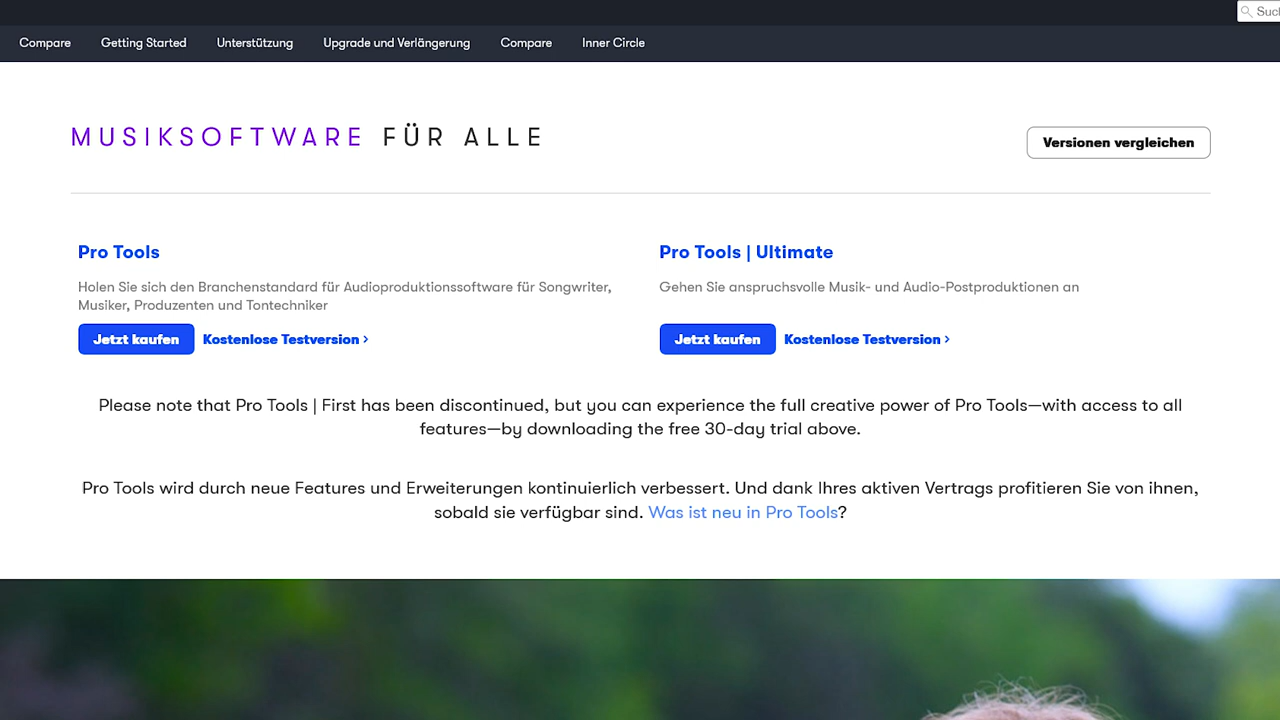 Compare Getting Started Unterstützung Upgrade und Verlängerung Compare Inner Circle
MUSIKSOFTWARE FÜR ALLE
Versionen vergleichen
Pro Tools
Holen Sie sich den Branchenstandard für Audioproduktionssoftware für Songwriter,
Musiker, Produzenten und Tontechniker
Jetzt kaufen Kostenlose Testversion >
Pro Tools | Ultimate
Gehen Sie anspruchsvolle Musik- und Audio-Postproduktionen an
Jetzt kaufen Kostenlose Testversion >
Please note that Pro Tools | First has been discontinued, but you can experience the full creative power of Pro Tools—with access to all
features—by downloading the free 30-day trial above.
Pro Tools wird durch neue Features und Erweiterungen kontinuierlich verbessert. Und dank Ihres aktiven Vertrags profitieren Sie von ihnen,
sobald sie verfügbar sind. Was ist neu in Pro Tools?